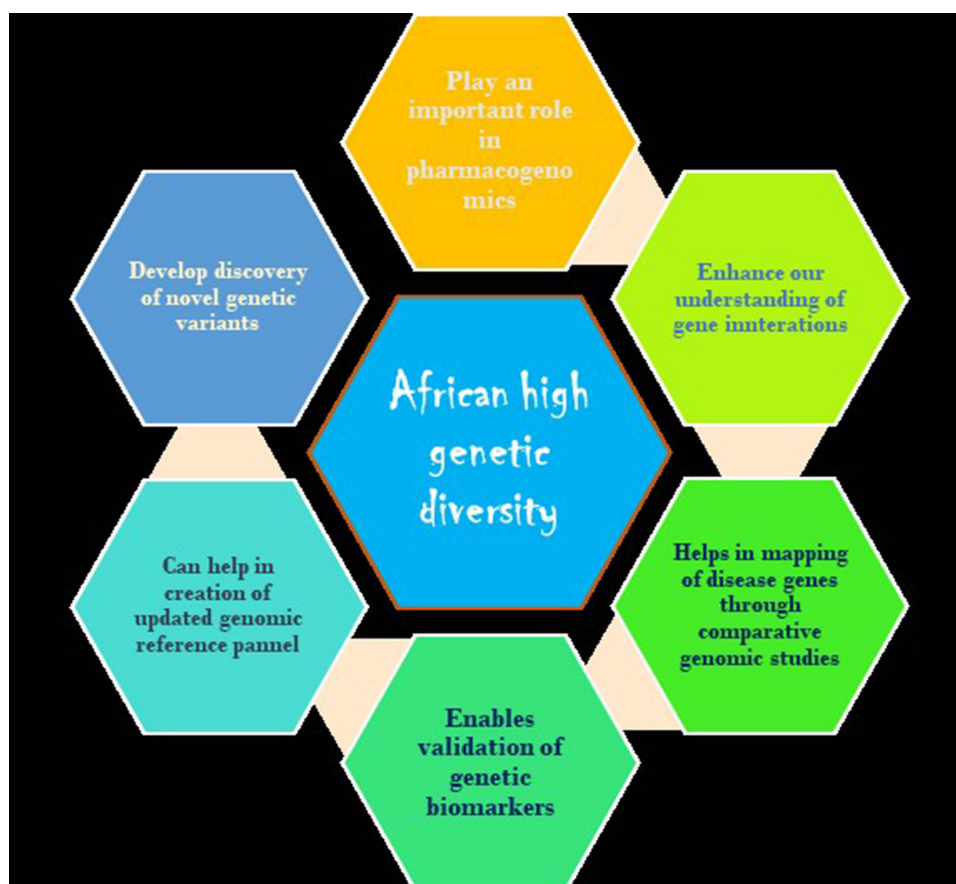 Play an
important role
in
pharmacogeno
mics
Enhance our
understanding of
gene innterations
Helps in mapping
of disease genes
through
comparative
genomic studies
Enables
validation of
genetic
biomarkers
Can help in
creation of
updated genomic
reference pannel
Develop discovery
of novel genetic
variants
African high
genetic
diversity